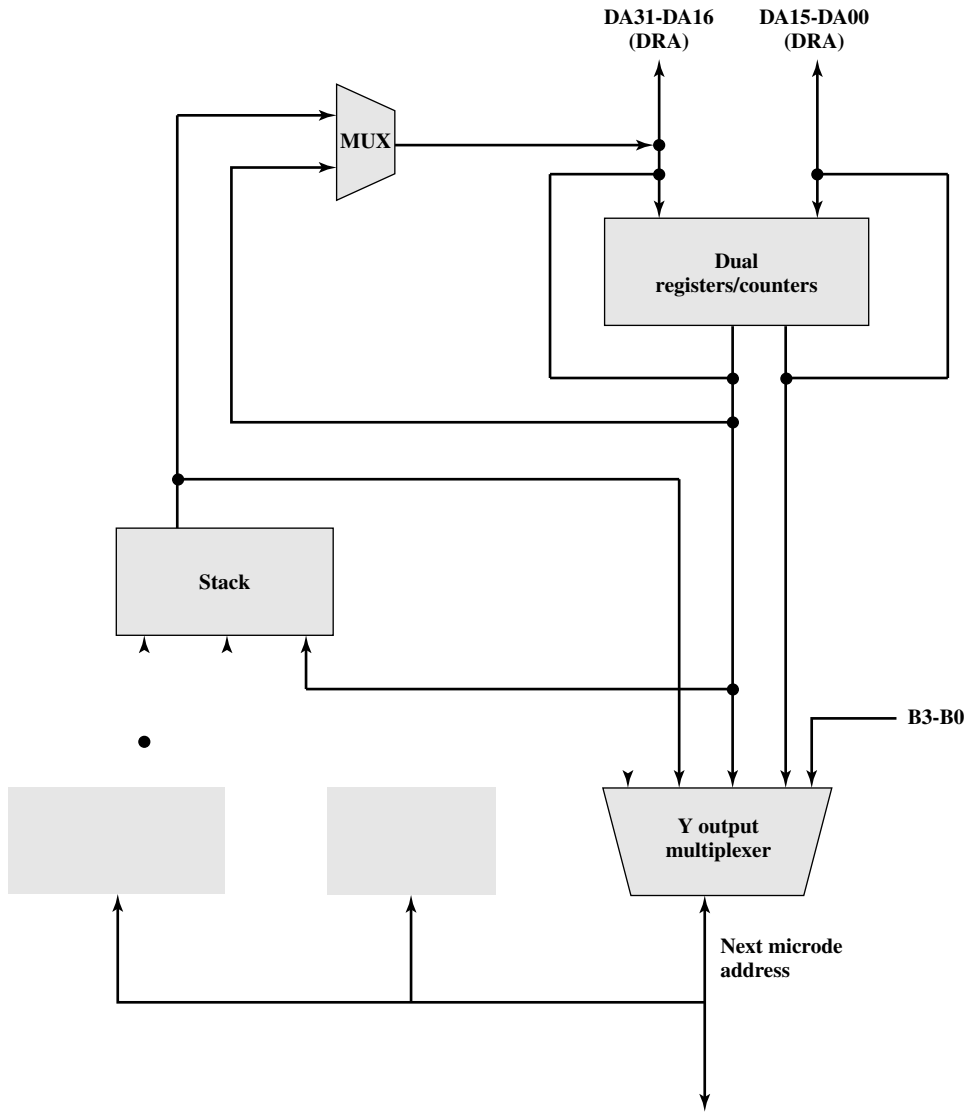 DA31-DA16
(DRA)
DA15-DA00
(DRA)
MUX
Dual
registers/counters
Stack
B3-B0
Y output
multiplexer
Next microde
address